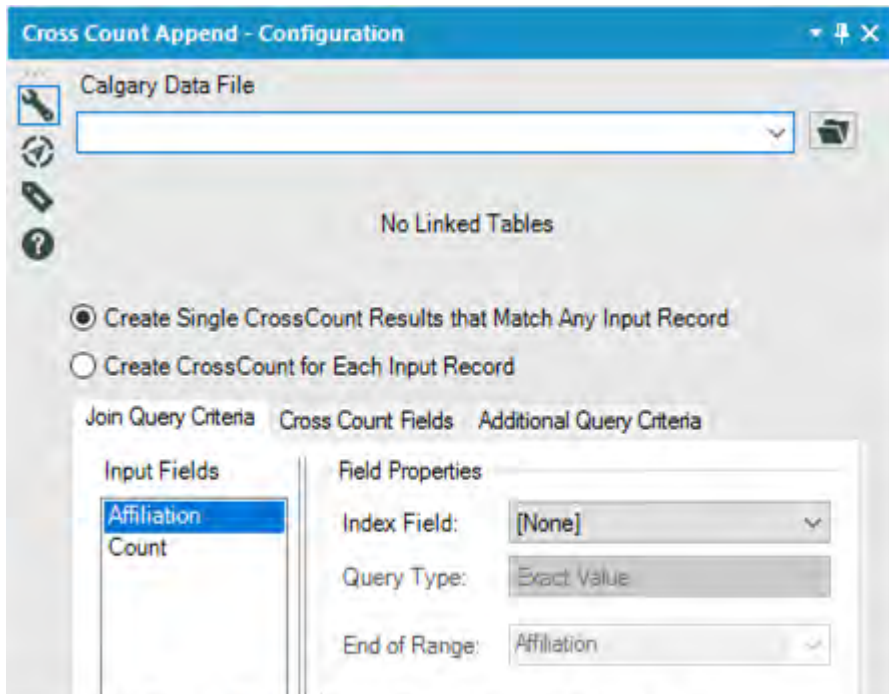 Cross Count Append - Configuration
Calgary Data File
No Linked Tables
Create Single CrossCount Results that Match Any Input Record
Create CrossCount for Each Input Record
Join Query Criteria Cross Count Fields Additional Query Criteria
Input Fields
Affiliation
Count
Field Properties
Index Field: [None]
Query Type: Exact Value
End of Range: Affiliation